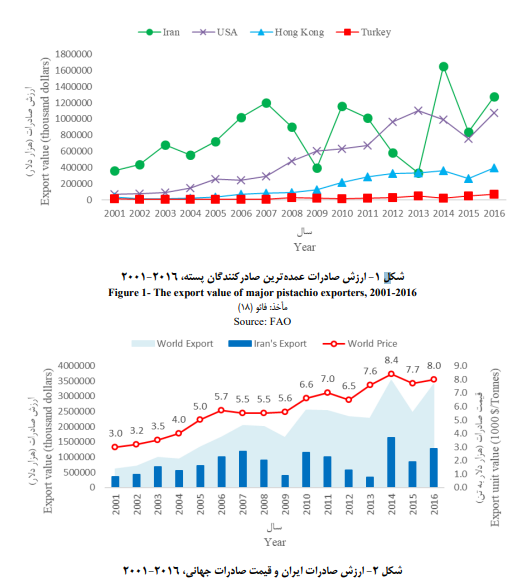 Iran USA Hong Kong Turkey
ارزش صادرات (هزار دلار)
Export value (thousand dollars)
1800000
1600000
1400000
1200000
1000000
800000
600000
400000
200000
0
2001 2002 2003 2004 2005 2006 2007 2008 2009 2010 2011 2012 2013 2014 2015 2016
سال
Year
شکل ۱- ارزش صادرات عمده‌ترین صادرکنندگان پسته، ۲۰۱۶-۲۰۰۱
Figure 1- The export value of major pistachio exporters, 2001-2016
مأخذ: فائو (۱۸)
Source: FAO
World Export Iran's Export World Price
ارزش صادرات (هزار دلار)
Export value (thousand dollars)
4000000
3500000
3000000
2500000
2000000
1500000
1000000
500000
0
3.0 3.2 3.5 4.0 5.0 5.7 5.5 5.5 5.6 6.6 7.0 6.5 7.6 8.4 7.7 8.0
9.0
8.0
7.0
6.0
5.0
4.0
3.0
2.0
1.0
0.0
قیمت صادرات (هزار دلار به تن)
Export unit value (1000 $/Tonnes)
2001 2002 2003 2004 2005 2006 2007 2008 2009 2010 2011 2012 2013 2014 2015 2016
سال
Year
شکل ۲- ارزش صادرات ایران و قیمت صادرات جهانی، ۲۰۱۶-۲۰۰۱